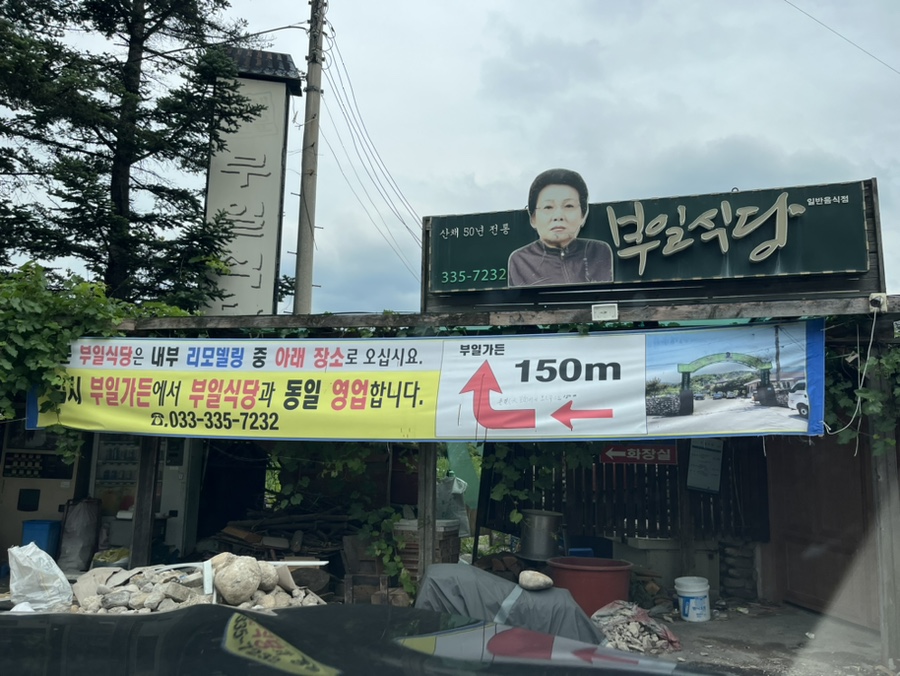 부일식
산채 50년 전통
335-7232
부일식당
일반음식점
부일식당은 내부 리모델링 중 아래 장소로 오십시요.
부일가든에서 부일식당과 동일 영업합니다.
☎033-335-7232
부일가든
150m
←화장실
335-7232